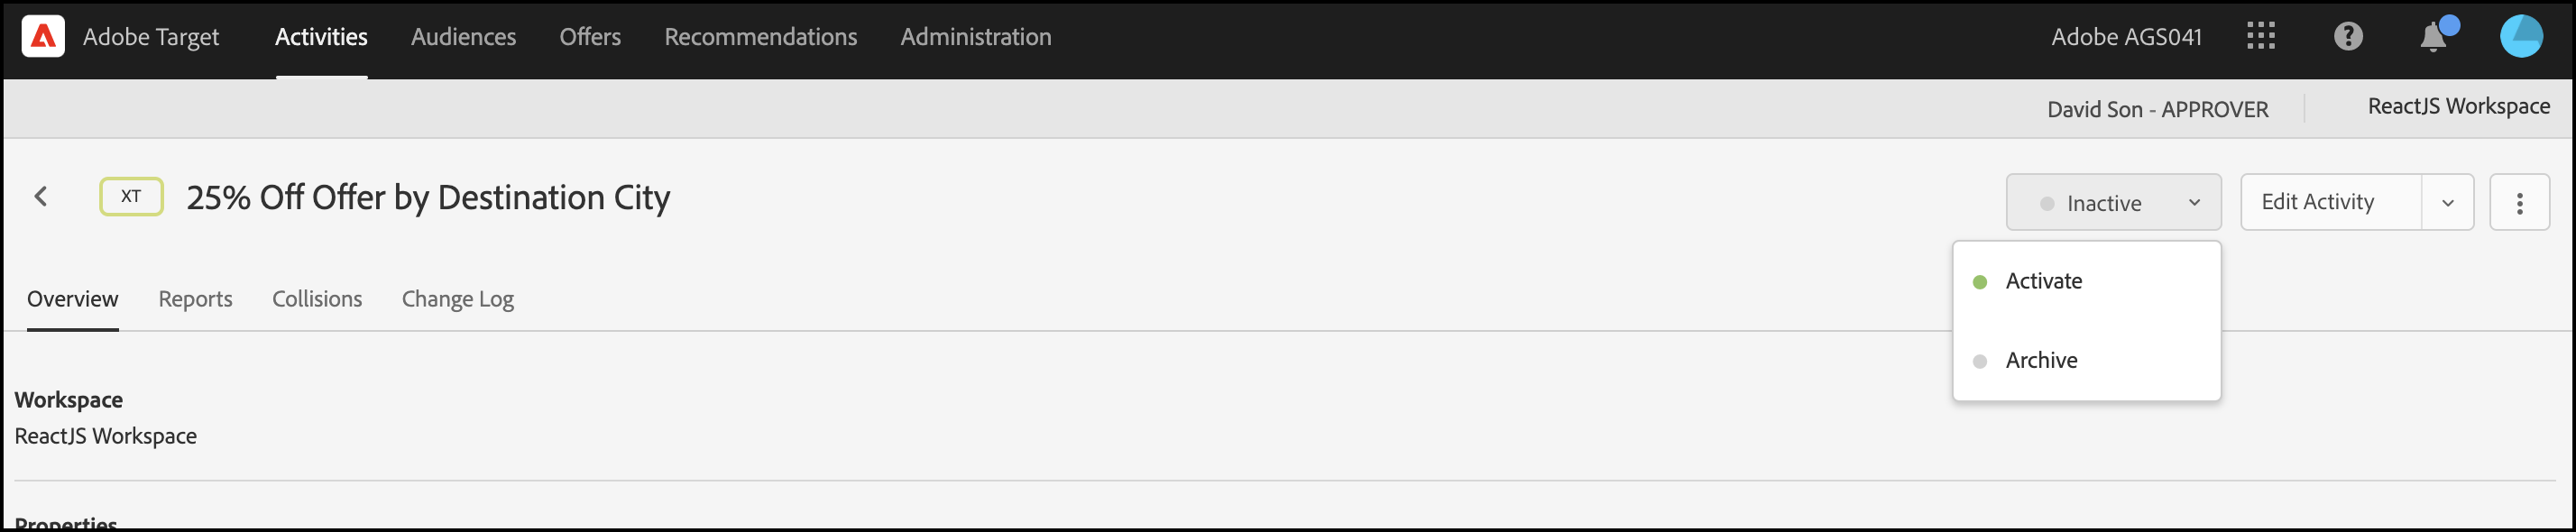 Adobe Target Activities Audiences Offers Recommendations Administration Adobe AGS041
David Son - APPROVER ReactJS Workspace
XT 25% Off Offer by Destination City Inactive Edit Activity
Activate
Overview Reports Collisions Change Log
Archive
Workspace
ReactJS Workspace
Properties